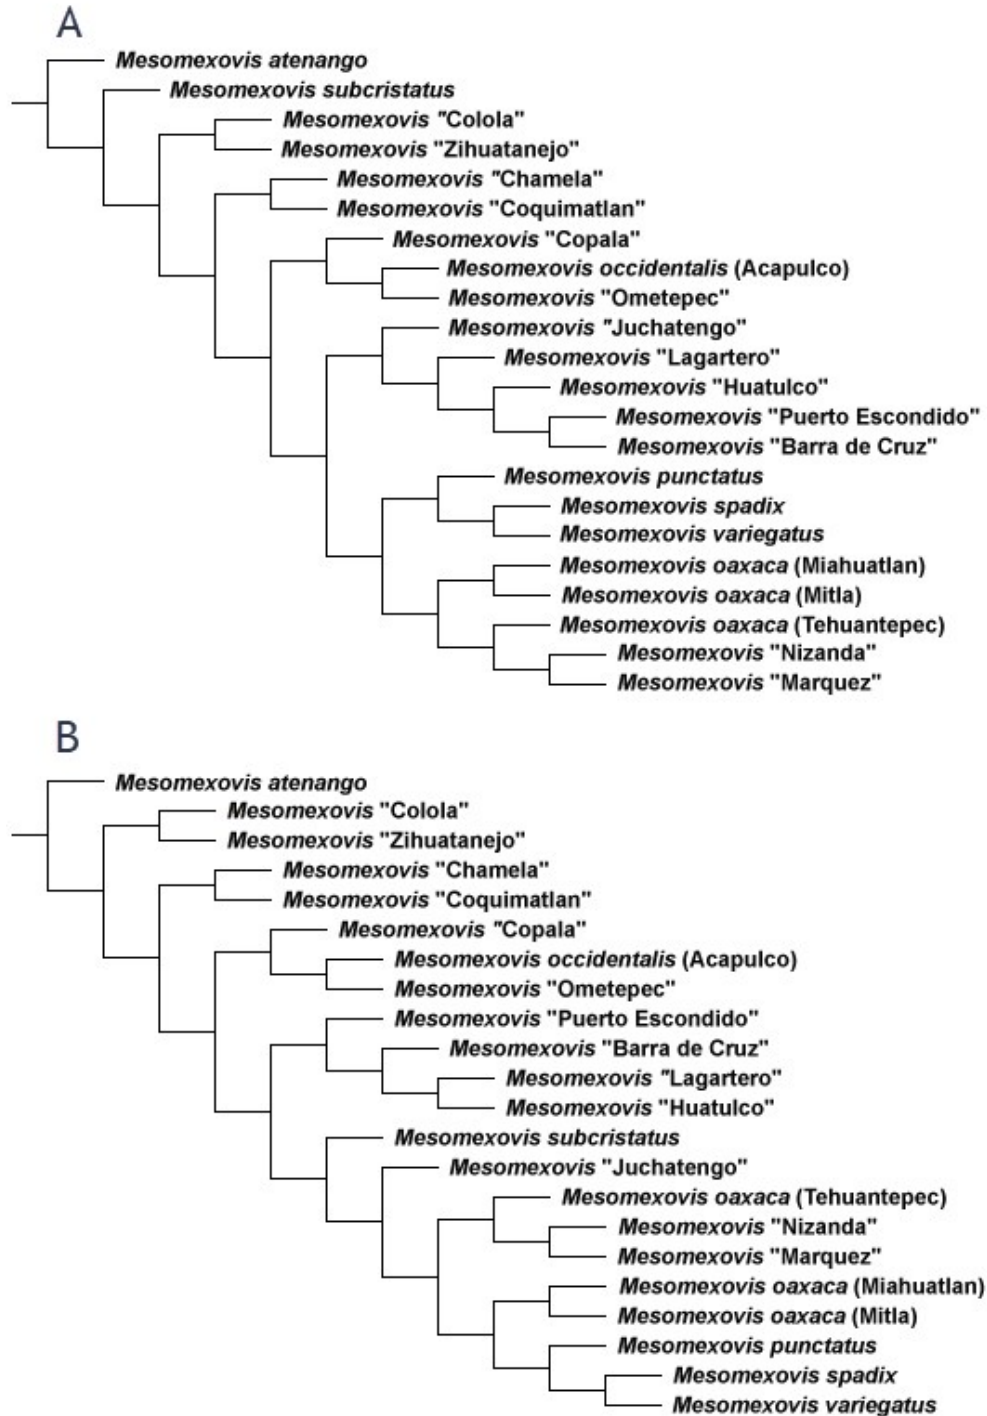 A
Mesomexovis atenango
Mesomexovis subcristatus
Mesomexovis "Colola"
Mesomexovis "Zihuatanejo"
Mesomexovis "Chamela"
Mesomexovis "Coquimatlan"
Mesomexovis "Copala"
Mesomexovis occidentalis (Acapulco)
Mesomexovis "Ometepec"
Mesomexovis "Juchatengo"
Mesomexovis "Lagartero"
Mesomexovis "Huatulco"
Mesomexovis "Puerto Escondido"
Mesomexovis "Barra de Cruz"
Mesomexovis punctatus
Mesomexovis spadix
Mesomexovis variegatus
Mesomexovis oaxaca (Miahuatlan)
Mesomexovis oaxaca (Mitla)
Mesomexovis oaxaca (Tehuantepec)
Mesomexovis "Nizanda"
Mesomexovis "Marquez"
B
Mesomexovis atenango
Mesomexovis "Colola"
Mesomexovis "Zihuatanejo"
Mesomexovis "Chamela"
Mesomexovis "Coquimatlan"
Mesomexovis "Copala"
Mesomexovis occidentalis (Acapulco)
Mesomexovis "Ometepec"
Mesomexovis "Puerto Escondido"
Mesomexovis "Barra de Cruz"
Mesomexovis "Lagartero"
Mesomexovis "Huatulco"
Mesomexovis subcristatus
Mesomexovis "Juchatengo"
Mesomexovis oaxaca (Tehuantepec)
Mesomexovis "Nizanda"
Mesomexovis "Marquez"
Mesomexovis oaxaca (Miahuatlan)
Mesomexovis oaxaca (Mitla)
Mesomexovis punctatus
Mesomexovis spadix
Mesomexovis variegatus